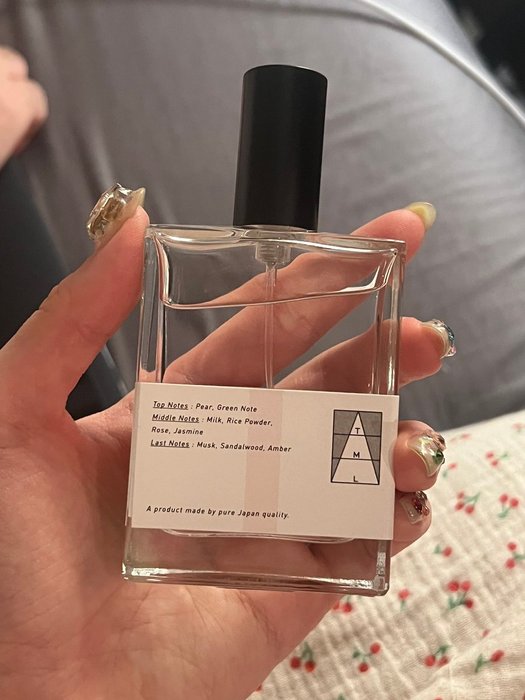 Top Notes : Pear, Green Note
Middle Notes : Milk, Rice Powder,
Rose, Jasmine
Last Notes : Musk, Sandalwood, Amber
T
M
L
A product made by pure Japan quality.